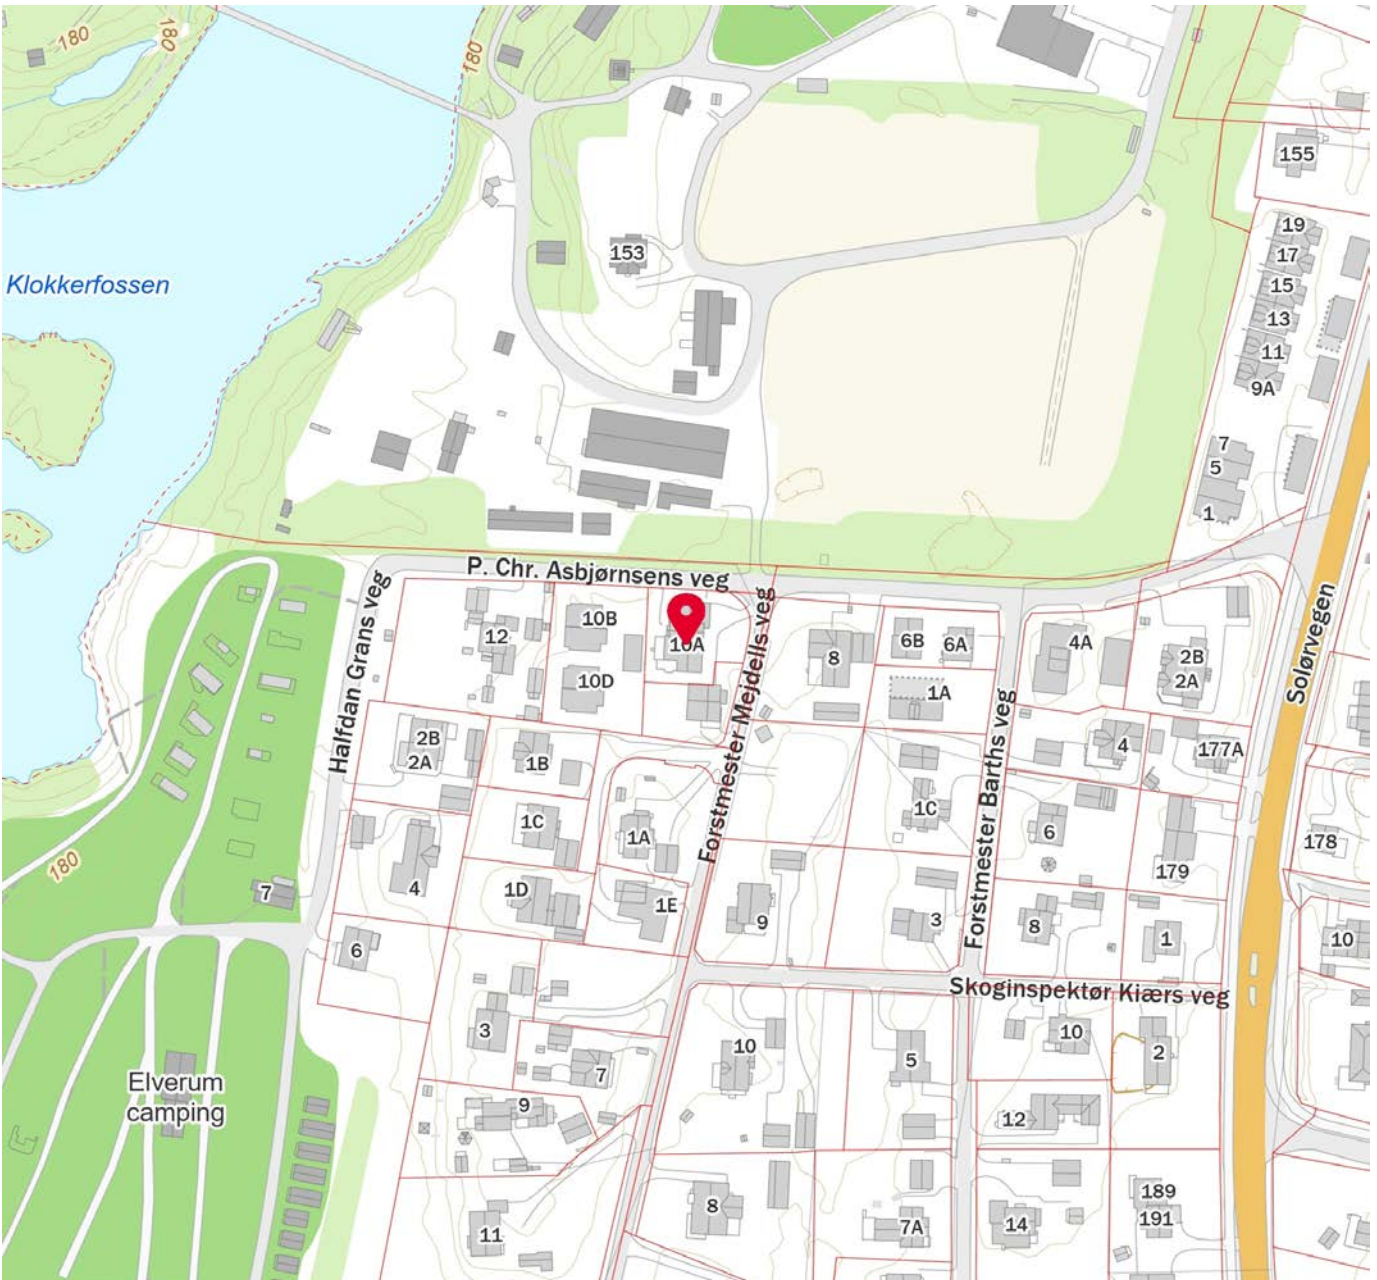 180
180
180
155
19
17
15
13
11
9A
153
Klokkerfossen
7
5
1
P. Chr. Asbjørnsens veg
Halfdan Grans veg
Forstmester Mejdells veg
Forstmester Barths veg
Solørvegen
12
10B
10A
10D
8
6B
6A
1A
4A
2B
2A
2B
2A
1B
4
177A
1C
1A
1C
6
178
4
179
7
1D
1E
9
3
8
1
10
6
180
Skoginspektør Kiærs veg
3
10
5
10
2
7
Elverum
camping
9
12
8
7A
14
189
191
11